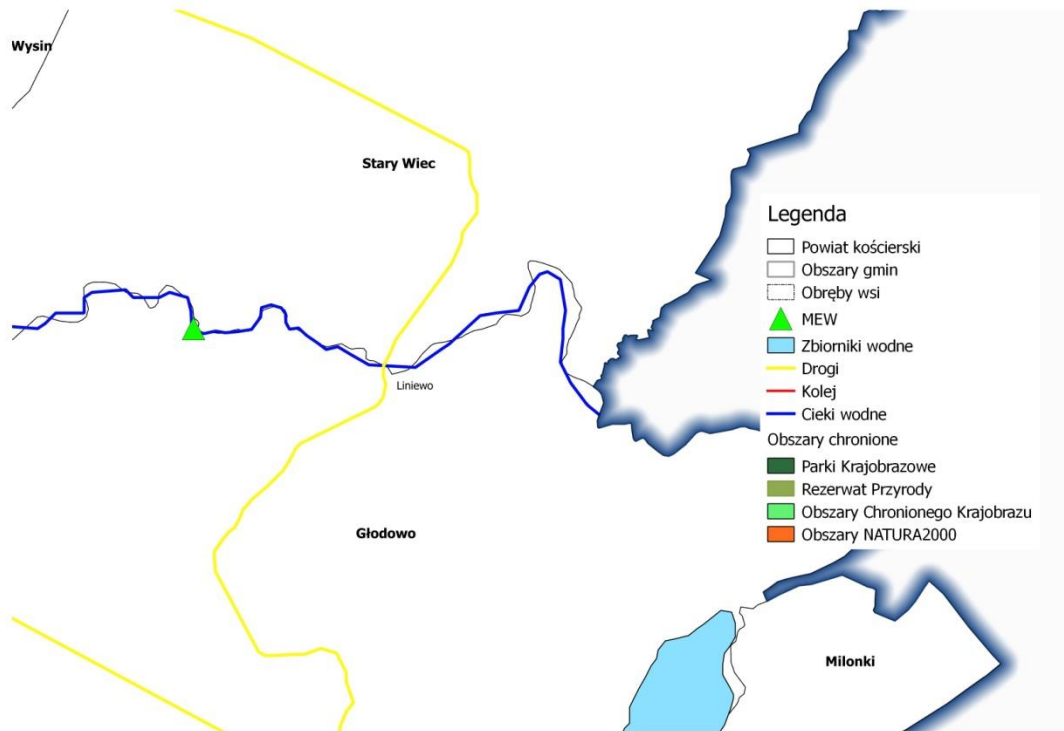 Wysin
Stary Wiec
Liniewo
Głodowo
Milonki
Legenda
Powiat kościerski
Obszary gmin
Obręby wsi
MEW
Zbiorniki wodne
Drogi
Kolej
Cieki wodne
Obszary chronione
Parki Krajobrazowe
Rezerwat Przyrody
Obszary Chronionego Krajobrazu
Obszary NATURA2000